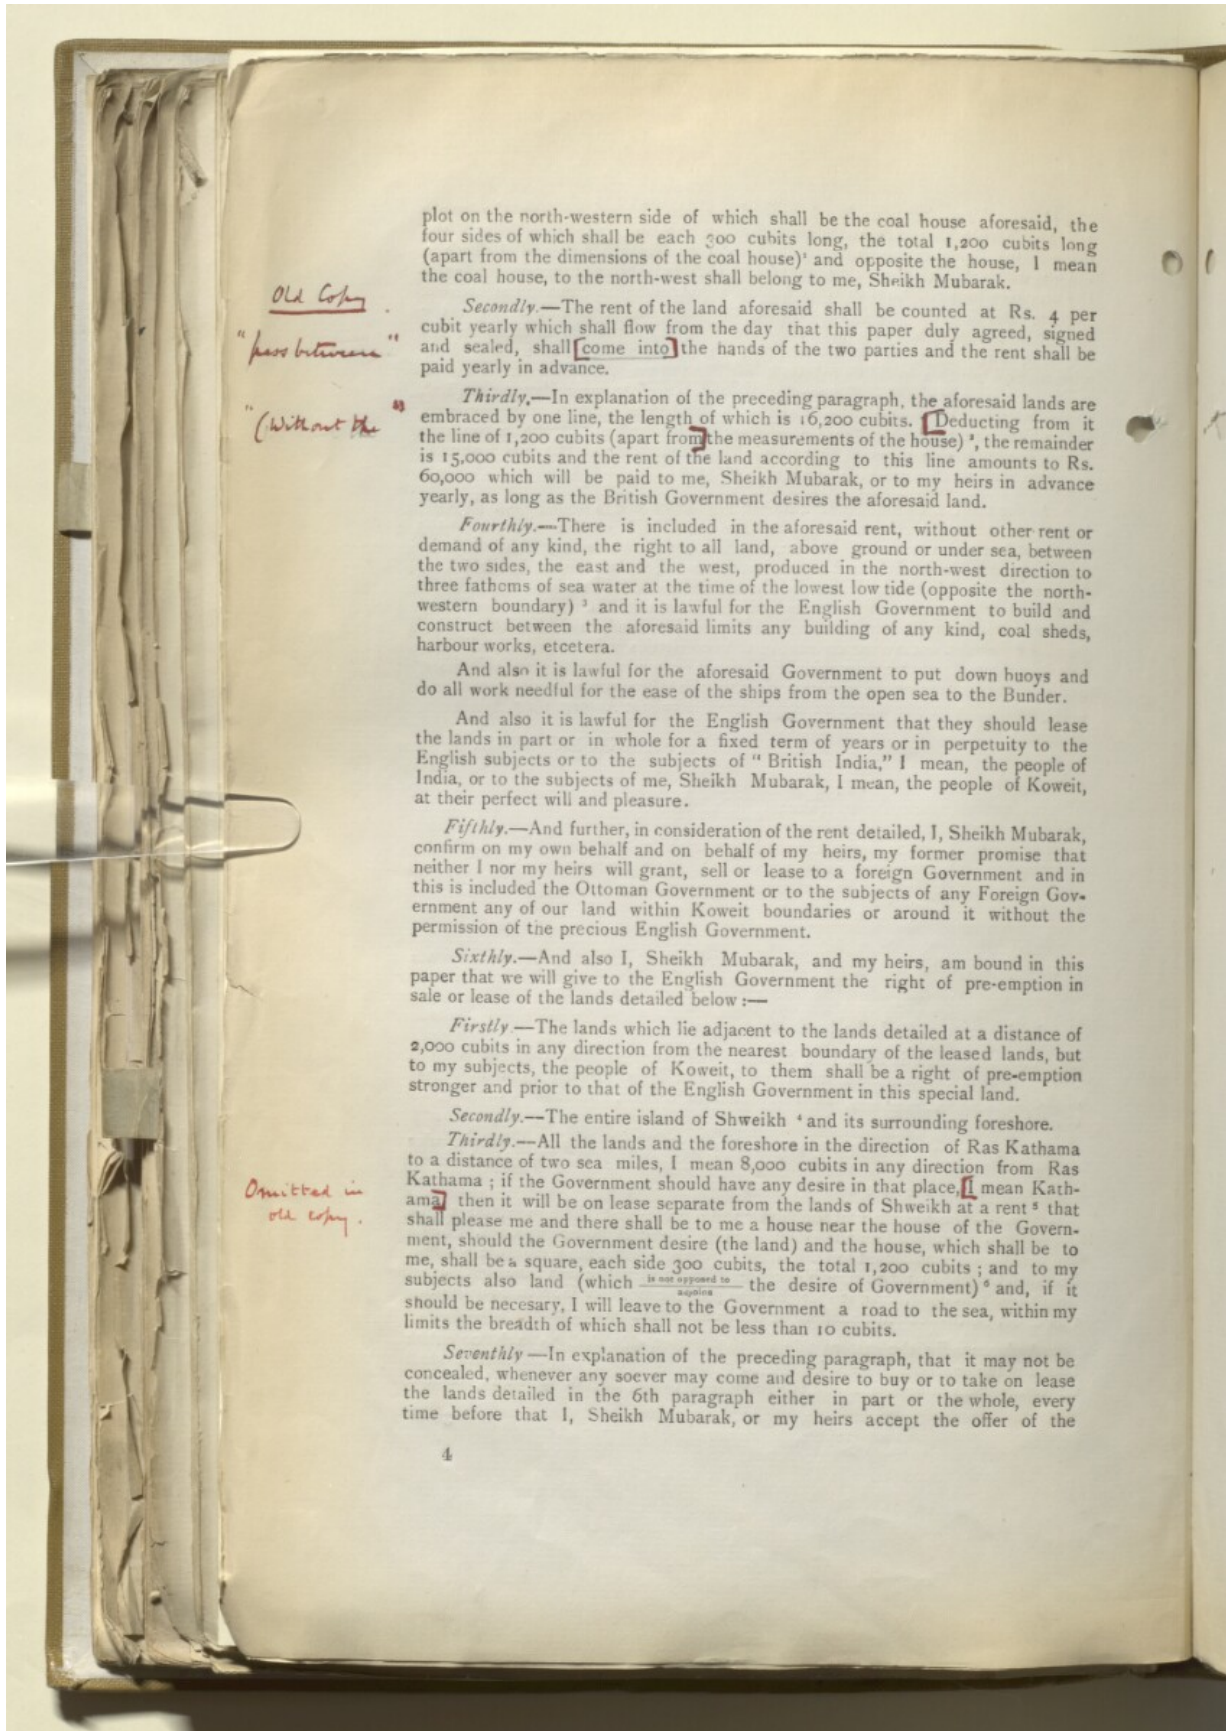 plot on the north-western side of which shall be the coal house aforesaid, the
four sides of which shall be each 300 cubits long, the total 1,200 cubits long
(apart from the dimensions of the coal house)¹ and opposite the house, I mean
the coal house, to the north-west shall belong to me, Sheikh Mubarak.
Old Copy.
Secondly.—The rent of the land aforesaid shall be counted at Rs. 4 per
cubit yearly which shall flow from the day that this paper duly agreed, signed
"pass between"
and sealed, shall [come into] the hands of the two parties and the rent shall be
paid yearly in advance.
Thirdly.—In explanation of the preceding paragraph, the aforesaid lands are
"(Without the"
embraced by one line, the length of which is 16,200 cubits. [Deducting from it
the line of 1,200 cubits (apart from] the measurements of the house) ², the remainder
is 15,000 cubits and the rent of the land according to this line amounts to Rs.
60,000 which will be paid to me, Sheikh Mubarak, or to my heirs in advance
yearly, as long as the British Government desires the aforesaid land.
Fourthly.—There is included in the aforesaid rent, without other rent or
demand of any kind, the right to all land, above ground or under sea, between
the two sides, the east and the west, produced in the north-west direction to
three fathoms of sea water at the time of the lowest low tide (opposite the north-
western boundary) ³ and it is lawful for the English Government to build and
construct between the aforesaid limits any building of any kind, coal sheds,
harbour works, etcetera.
And also it is lawful for the aforesaid Government to put down buoys and
do all work needful for the ease of the ships from the open sea to the Bunder.
And also it is lawful for the English Government that they should lease
the lands in part or in whole for a fixed term of years or in perpetuity to the
English subjects or to the subjects of "British India," I mean, the people of
India, or to the subjects of me, Sheikh Mubarak, I mean, the people of Koweit,
at their perfect will and pleasure.
Fifthly.—And further, in consideration of the rent detailed, I, Sheikh Mubarak,
confirm on my own behalf and on behalf of my heirs, my former promise that
neither I nor my heirs will grant, sell or lease to a foreign Government and in
this is included the Ottoman Government or to the subjects of any Foreign Gov-
ernment any of our land within Koweit boundaries or around it without the
permission of the precious English Government.
Sixthly.—And also I, Sheikh Mubarak, and my heirs, am bound in this
paper that we will give to the English Government the right of pre-emption in
sale or lease of the lands detailed below :—
Firstly.—The lands which lie adjacent to the lands detailed at a distance of
2,000 cubits in any direction from the nearest boundary of the leased lands, but
to my subjects, the people of Koweit, to them shall be a right of pre-emption
stronger and prior to that of the English Government in this special land.
Secondly.—The entire island of Shweikh ⁴ and its surrounding foreshore.
Thirdly.—All the lands and the foreshore in the direction of Ras Kathama
to a distance of two sea miles, I mean 8,000 cubits in any direction from Ras
Omitted in
old copy.
Kathama ; if the Government should have any desire in that place, [I mean Kath-
ama] then it will be on lease separate from the lands of Shweikh at a rent ⁵ that
shall please me and there shall be to me a house near the house of the Govern-
ment, should the Government desire (the land) and the house, which shall be to
me, shall be a square, each side 300 cubits, the total 1,200 cubits ; and to my
subjects also land (which is not opposed to / adjoins the desire of Government) ⁶ and, if it
should be necesary, I will leave to the Government a road to the sea, within my
limits the breadth of which shall not be less than 10 cubits.
Seventhly—In explanation of the preceding paragraph, that it may not be
concealed, whenever any soever may come and desire to buy or to take on lease
the lands detailed in the 6th paragraph either in part or the whole, every
time before that I, Sheikh Mubarak, or my heirs accept the offer of the
4